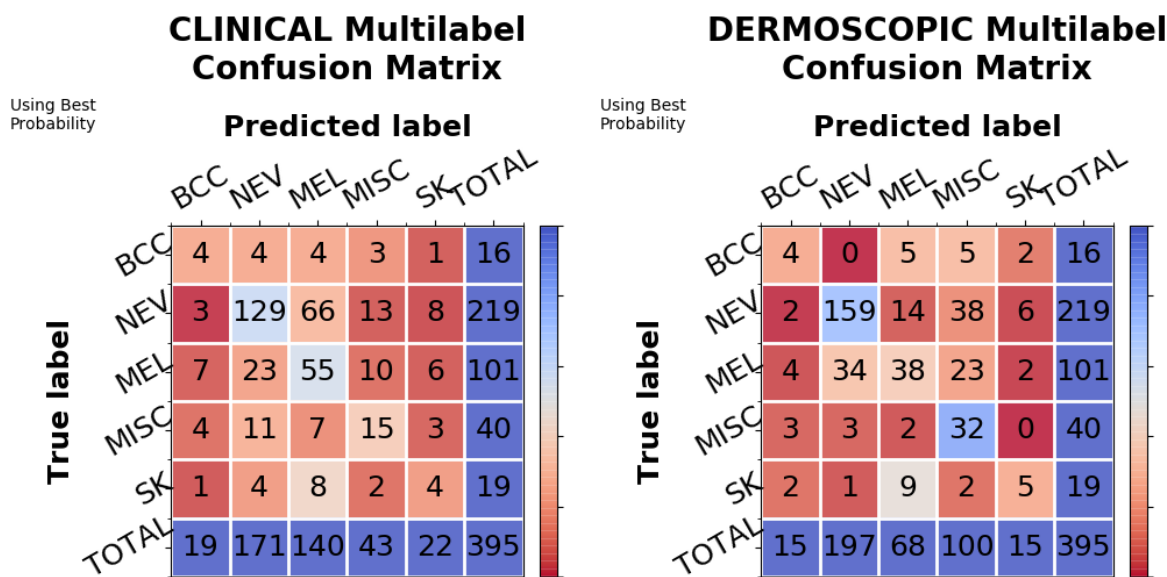 CLINICAL Multilabel
Confusion Matrix
Using Best
Probability
Predicted label
BCC NEV MEL MISC SK TOTAL
True label
BCC 4 4 4 3 1 16
NEV 3 129 66 13 8 219
MEL 7 23 55 10 6 101
MISC 4 11 7 15 3 40
SK 1 4 8 2 4 19
TOTAL 19 171 140 43 22 395
DERMOSCOPIC Multilabel
Confusion Matrix
Using Best
Probability
Predicted label
BCC NEV MEL MISC SK TOTAL
True label
BCC 4 0 5 5 2 16
NEV 2 159 14 38 6 219
MEL 4 34 38 23 2 101
MISC 3 3 2 32 0 40
SK 2 1 9 2 5 19
TOTAL 15 197 68 100 15 395